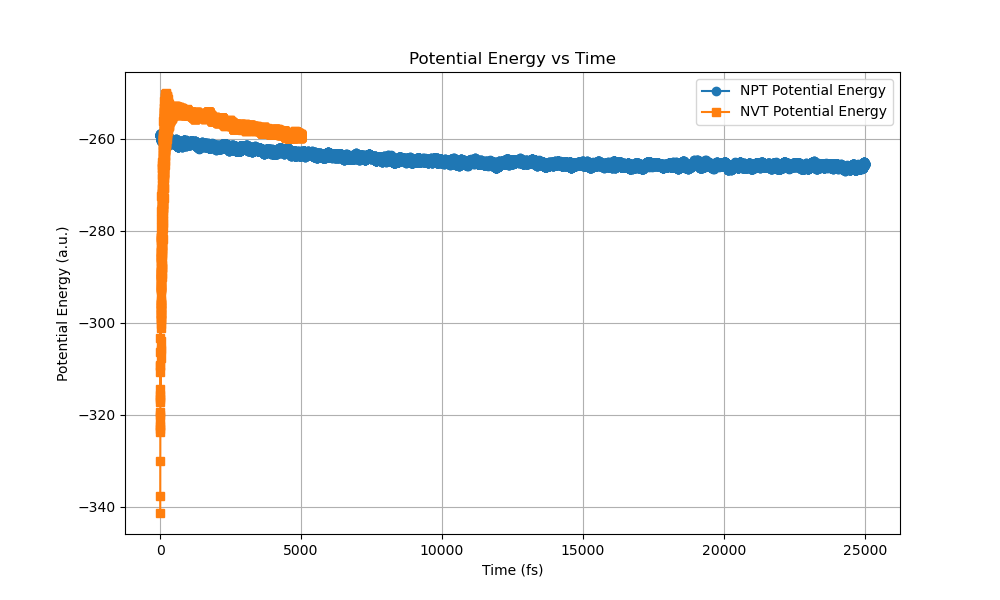 Potential Energy vs Time
NPT Potential Energy
NVT Potential Energy
Potential Energy (a.u.)
−260
−280
−300
−320
−340
0
5000
10000
15000
20000
25000
Time (fs)